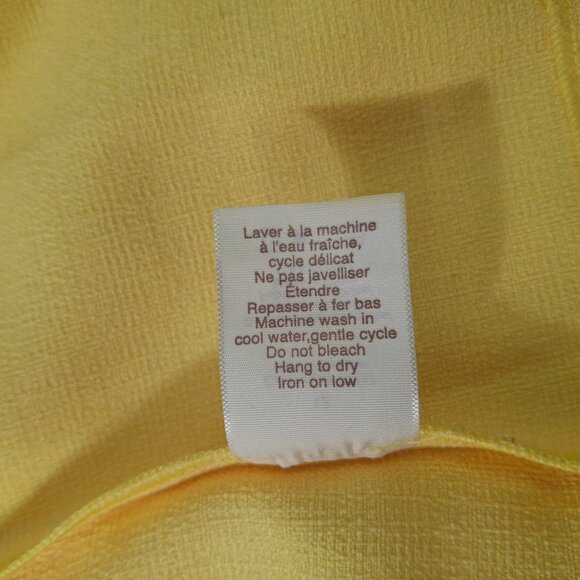 Laver à la machine
à l'eau fraîche,
cycle délicat
Ne pas javelliser
Étendre
Repasser à fer bas
Machine wash in
cool water,gentle cycle
Do not bleach
Hang to dry
Iron on low